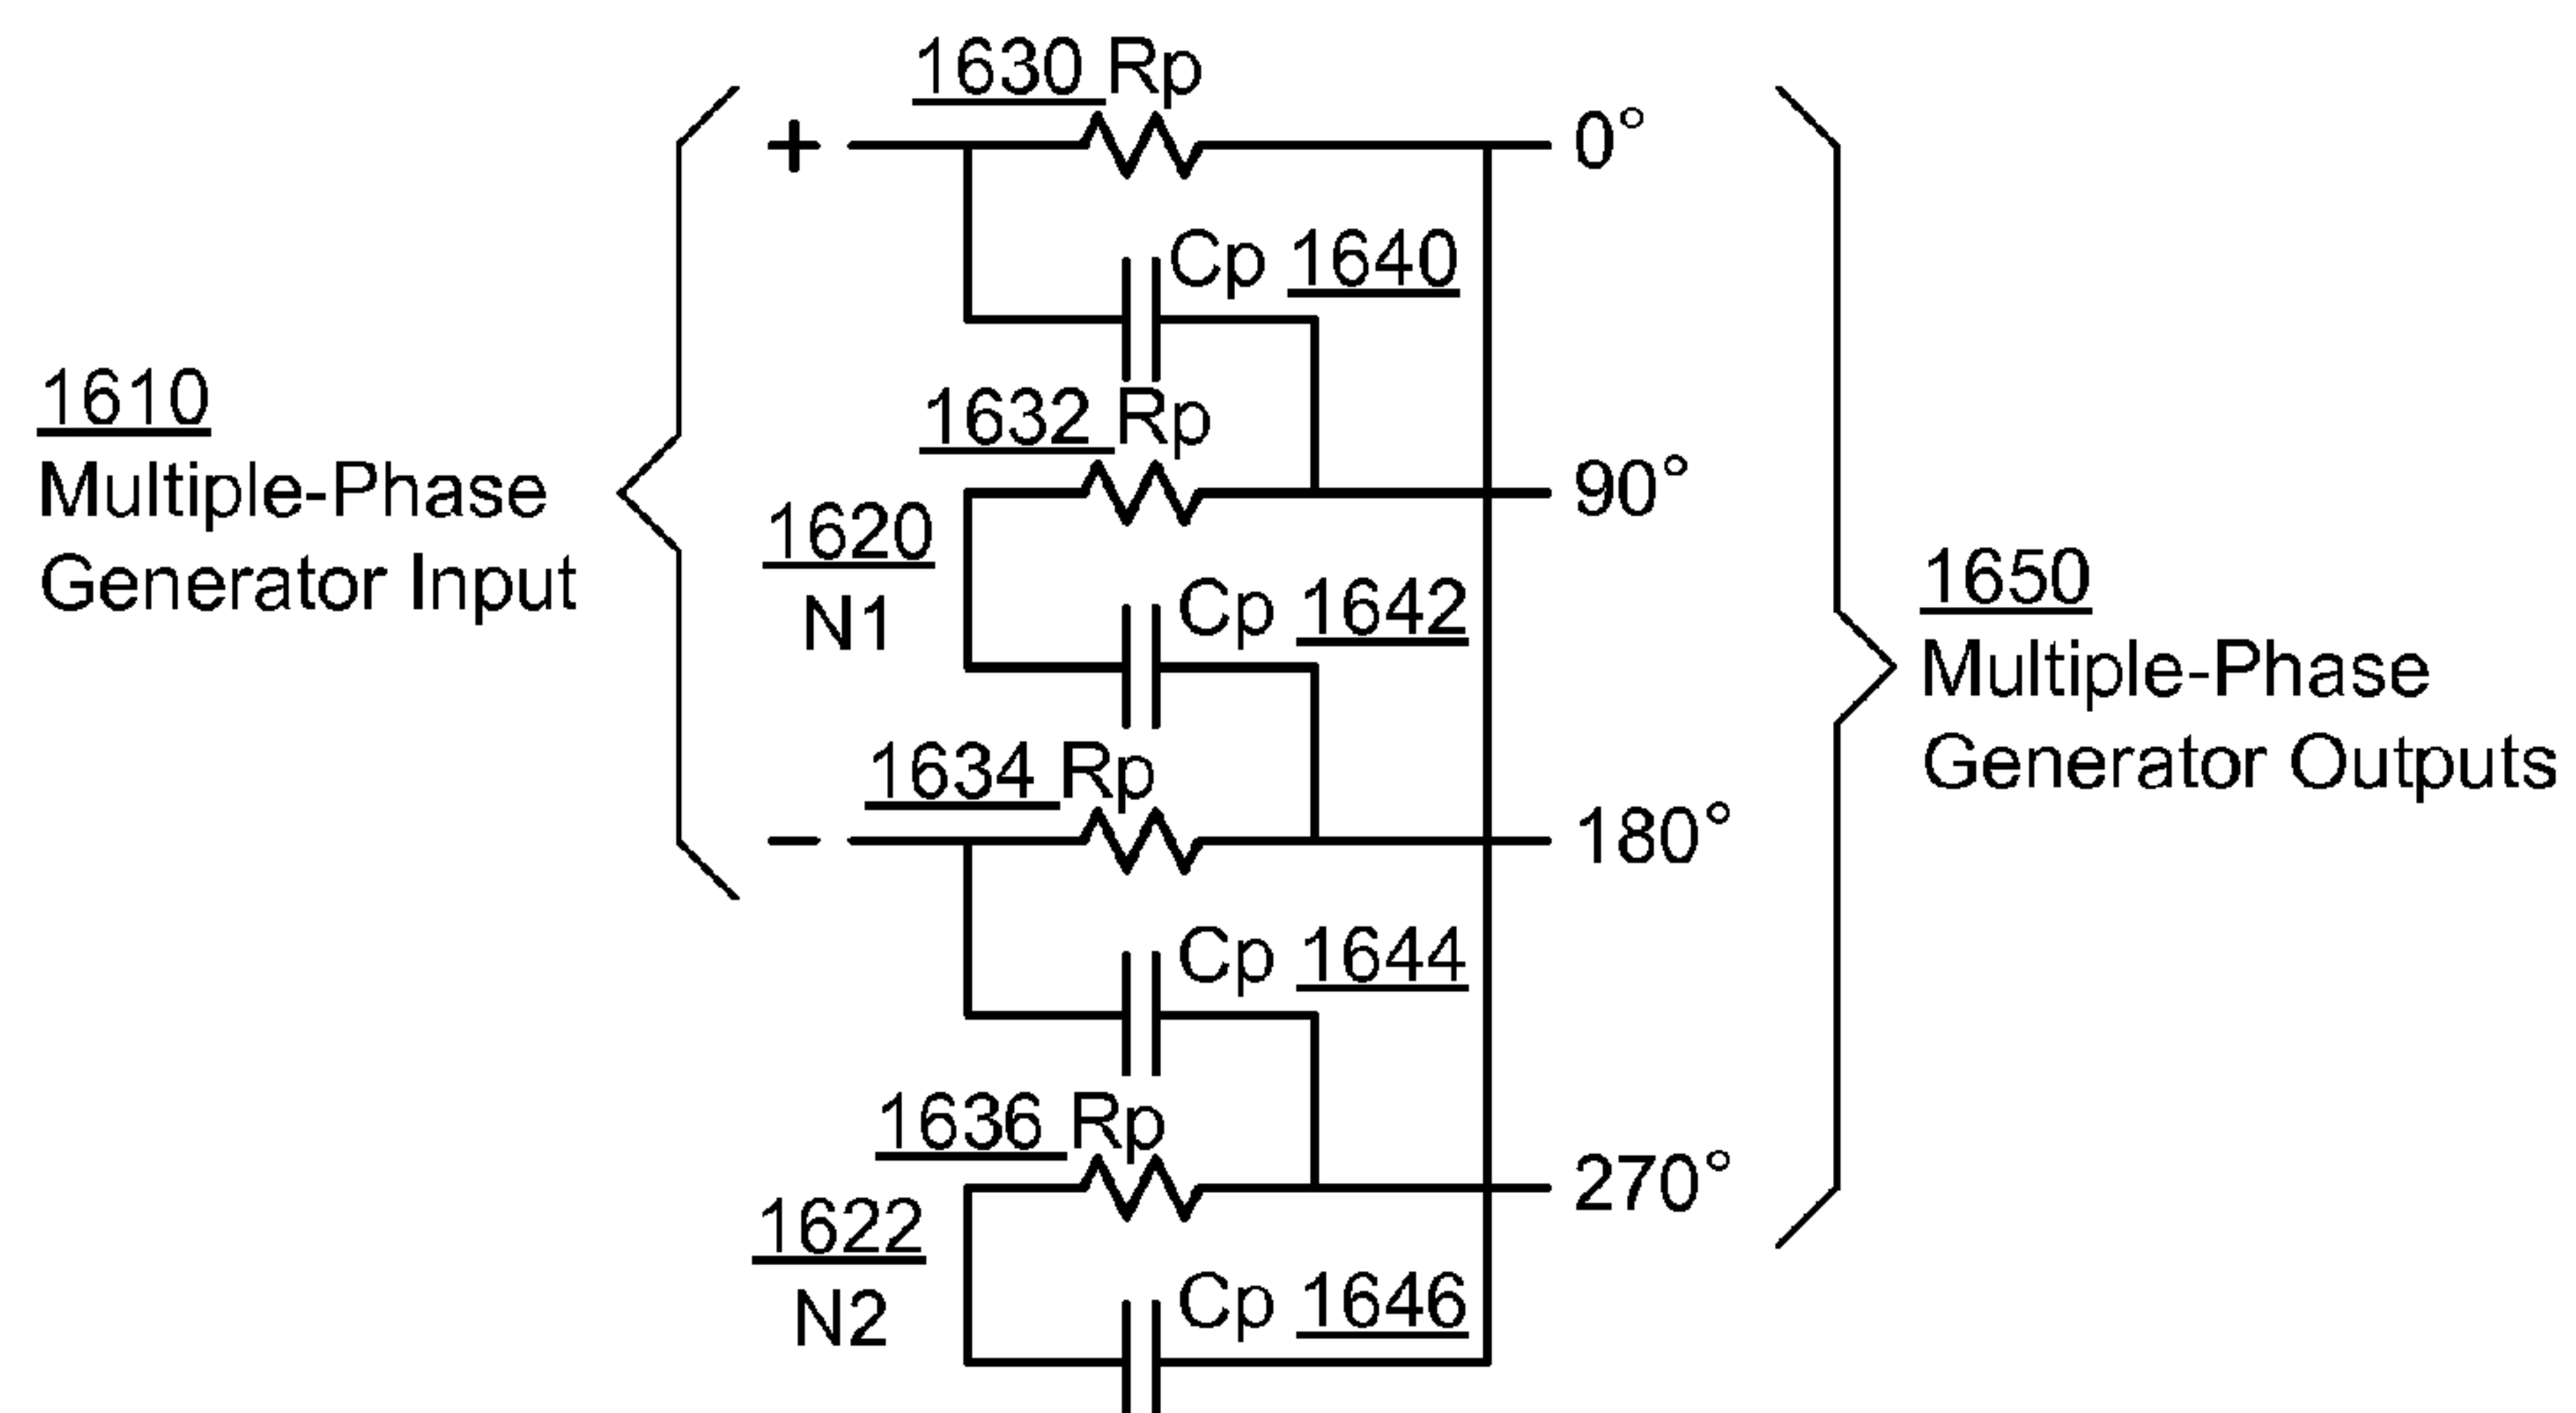 1630 Rp
+
0°
Cp 1640
1610
Multiple-Phase
Generator Input
1632 Rp
90°
1620
N1
Cp 1642
1650
Multiple-Phase
Generator Outputs
1634 Rp
–
180°
Cp 1644
1636 Rp
270°
1622
N2
Cp 1646